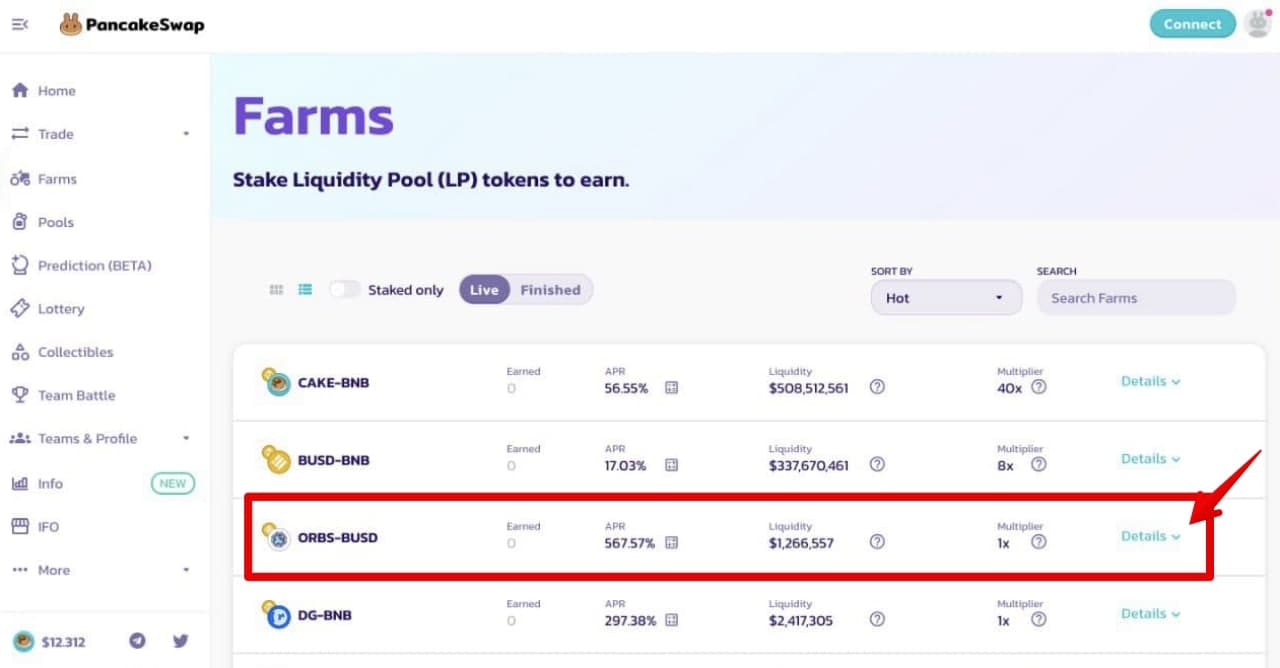 PancakeSwap
Connect
Home
Trade
Farms
Pools
Prediction (BETA)
Lottery
Collectibles
Team Battle
Teams & Profile
Info NEW
IFO
More
$12.312
Farms
Stake Liquidity Pool (LP) tokens to earn.
Staked only Live Finished
SORT BY
Hot
SEARCH
Search Farms
CAKE-BNB
Earned
0
APR
56.55%
Liquidity
$508,512,561
Multiplier
40x
Details
BUSD-BNB
Earned
0
APR
17.03%
Liquidity
$337,670,461
Multiplier
8x
Details
ORBS-BUSD
Earned
0
APR
567.57%
Liquidity
$1,266,557
Multiplier
1x
Details
DG-BNB
Earned
0
APR
297.38%
Liquidity
$2,417,305
Multiplier
1x
Details